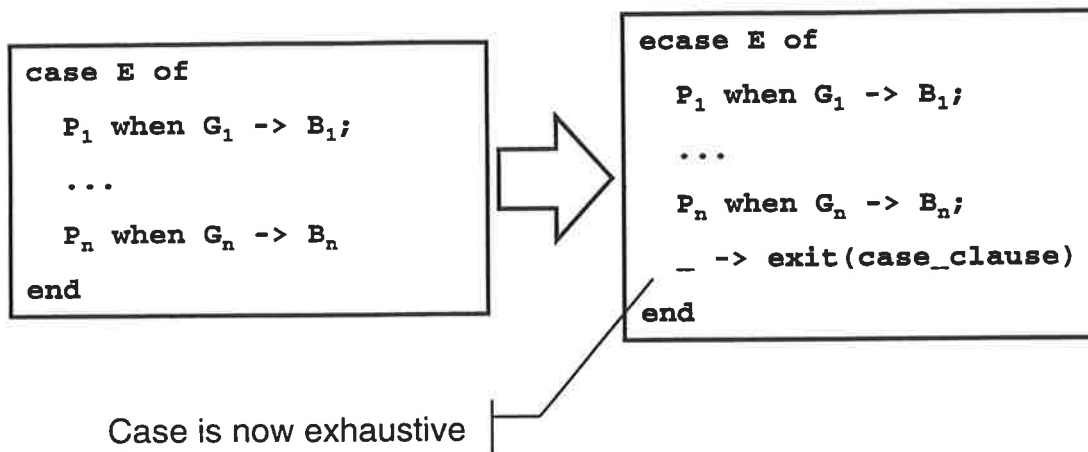 case E of
P₁ when G₁ -> B₁;
...
Pₙ when Gₙ -> Bₙ
end
ecase E of
P₁ when G₁ -> B₁;
...
Pₙ when Gₙ -> Bₙ;
_ -> exit(case_clause)
end
Case is now exhaustive